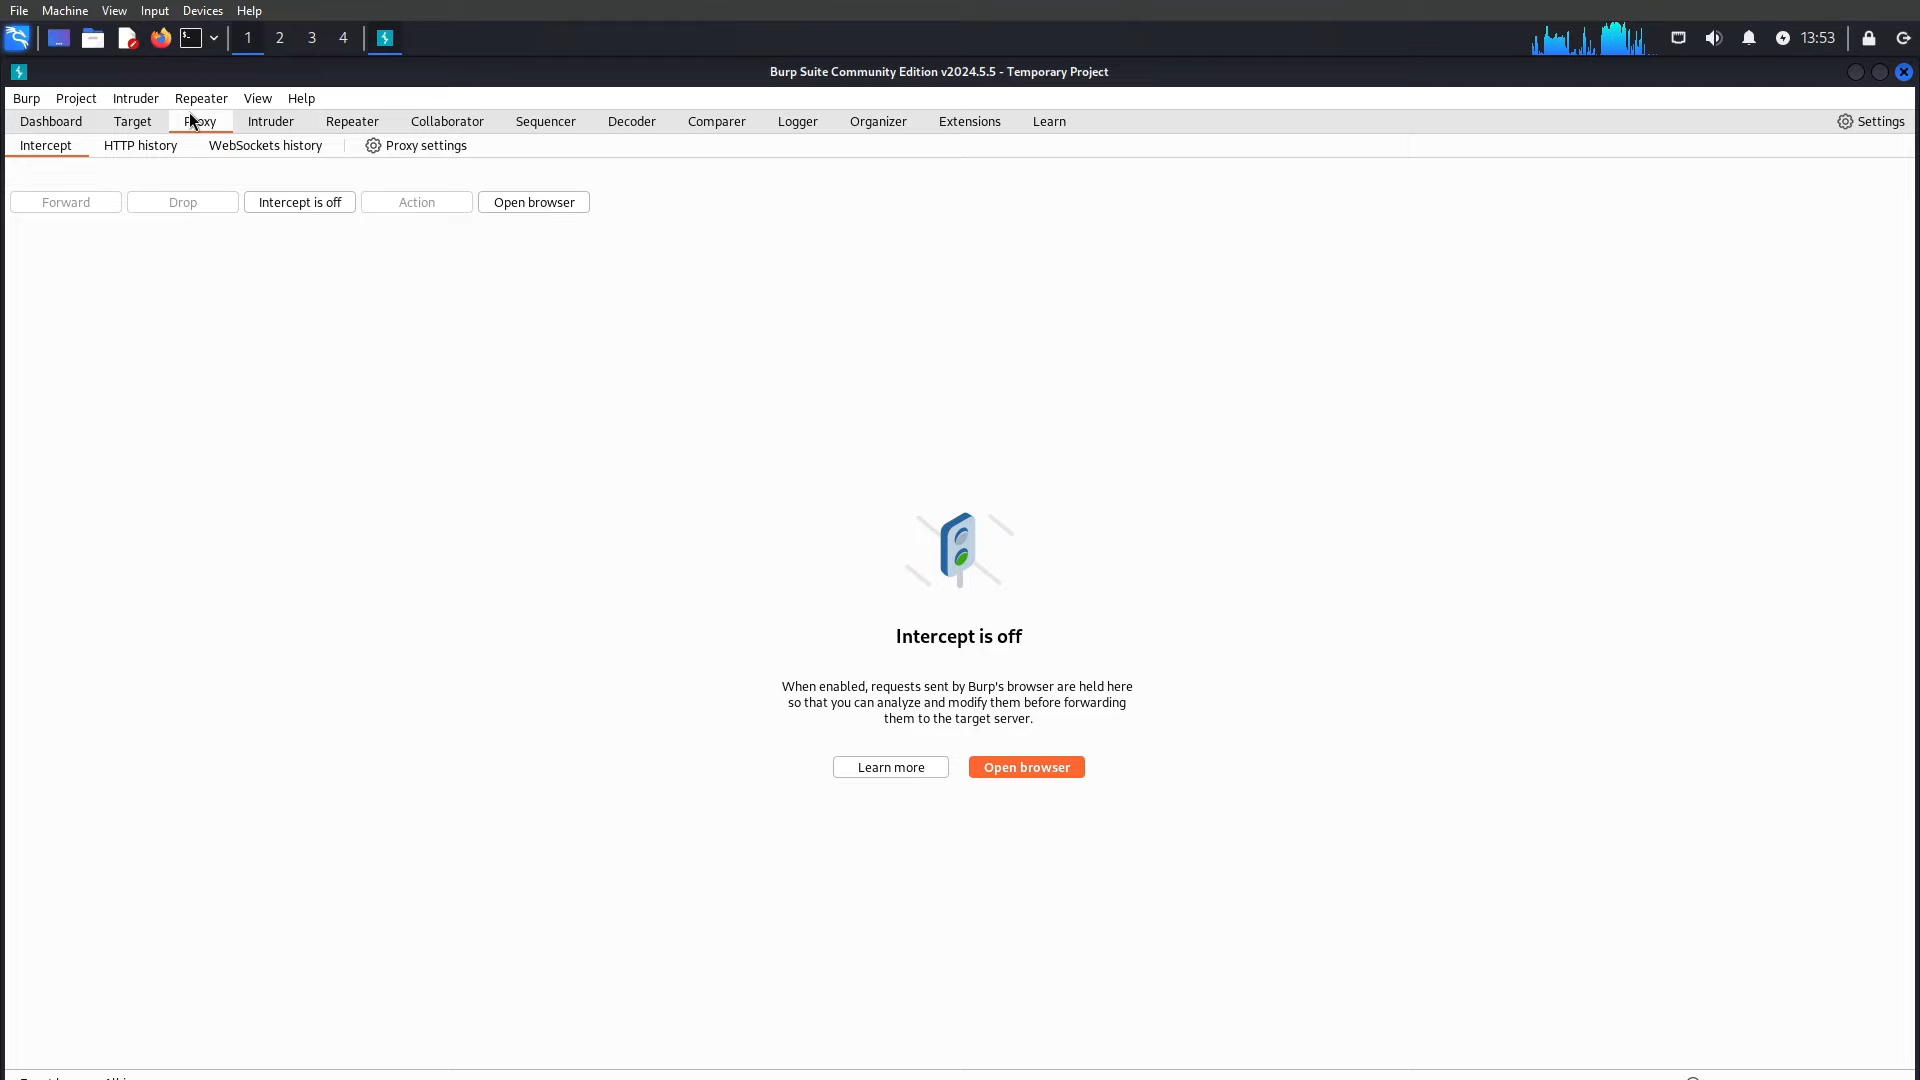 File Machine View Input Devices Help
1 2 3 4 13:53
Burp Suite Community Edition v2024.5.5 - Temporary Project
Burp Project Intruder Repeater View Help
Dashboard Target Proxy Intruder Repeater Collaborator Sequencer Decoder Comparer Logger Organizer Extensions Learn Settings
Intercept HTTP history WebSockets history Proxy settings
Forward Drop Intercept is off Action Open browser
Intercept is off
When enabled, requests sent by Burp's browser are held here
so that you can analyze and modify them before forwarding
them to the target server.
Learn more Open browser